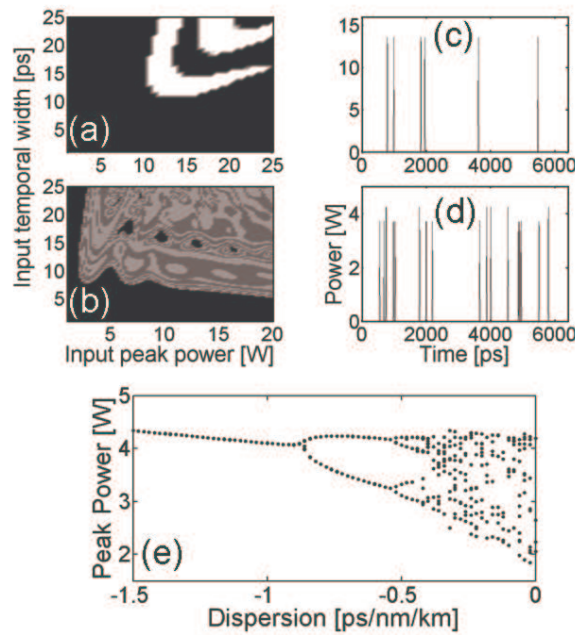 25
20
15
10
5
(a)
5 10 15 20 25
15
10
5
0
(c)
0 2000 4000 6000
Input temporal width [ps]
25
20
15
10
5
(b)
5 10 15 20
Input peak power [W]
Power [W]
4
2
0
(d)
0 2000 4000 6000
Time [ps]
Peak Power [W]
5
4
3
2
(e)
-1.5 -1 -0.5 0
Dispersion [ps/nm/km]